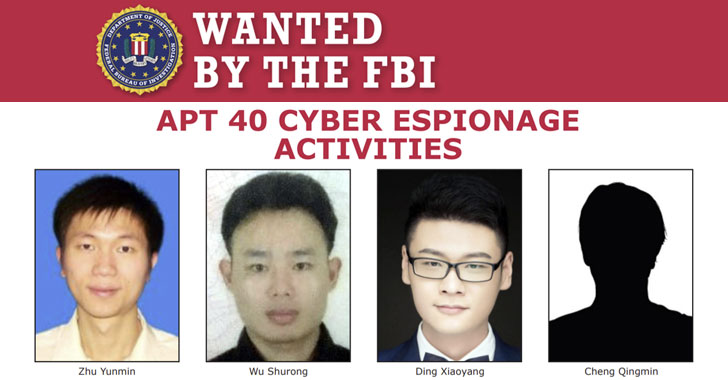 WANTED
BY THE FBI
DEPARTMENT OF JUSTICE
FEDERAL BUREAU OF INVESTIGATION
APT 40 CYBER ESPIONAGE
ACTIVITIES
Zhu Yunmin
Wu Shurong
Ding Xiaoyang
Cheng Qingmin